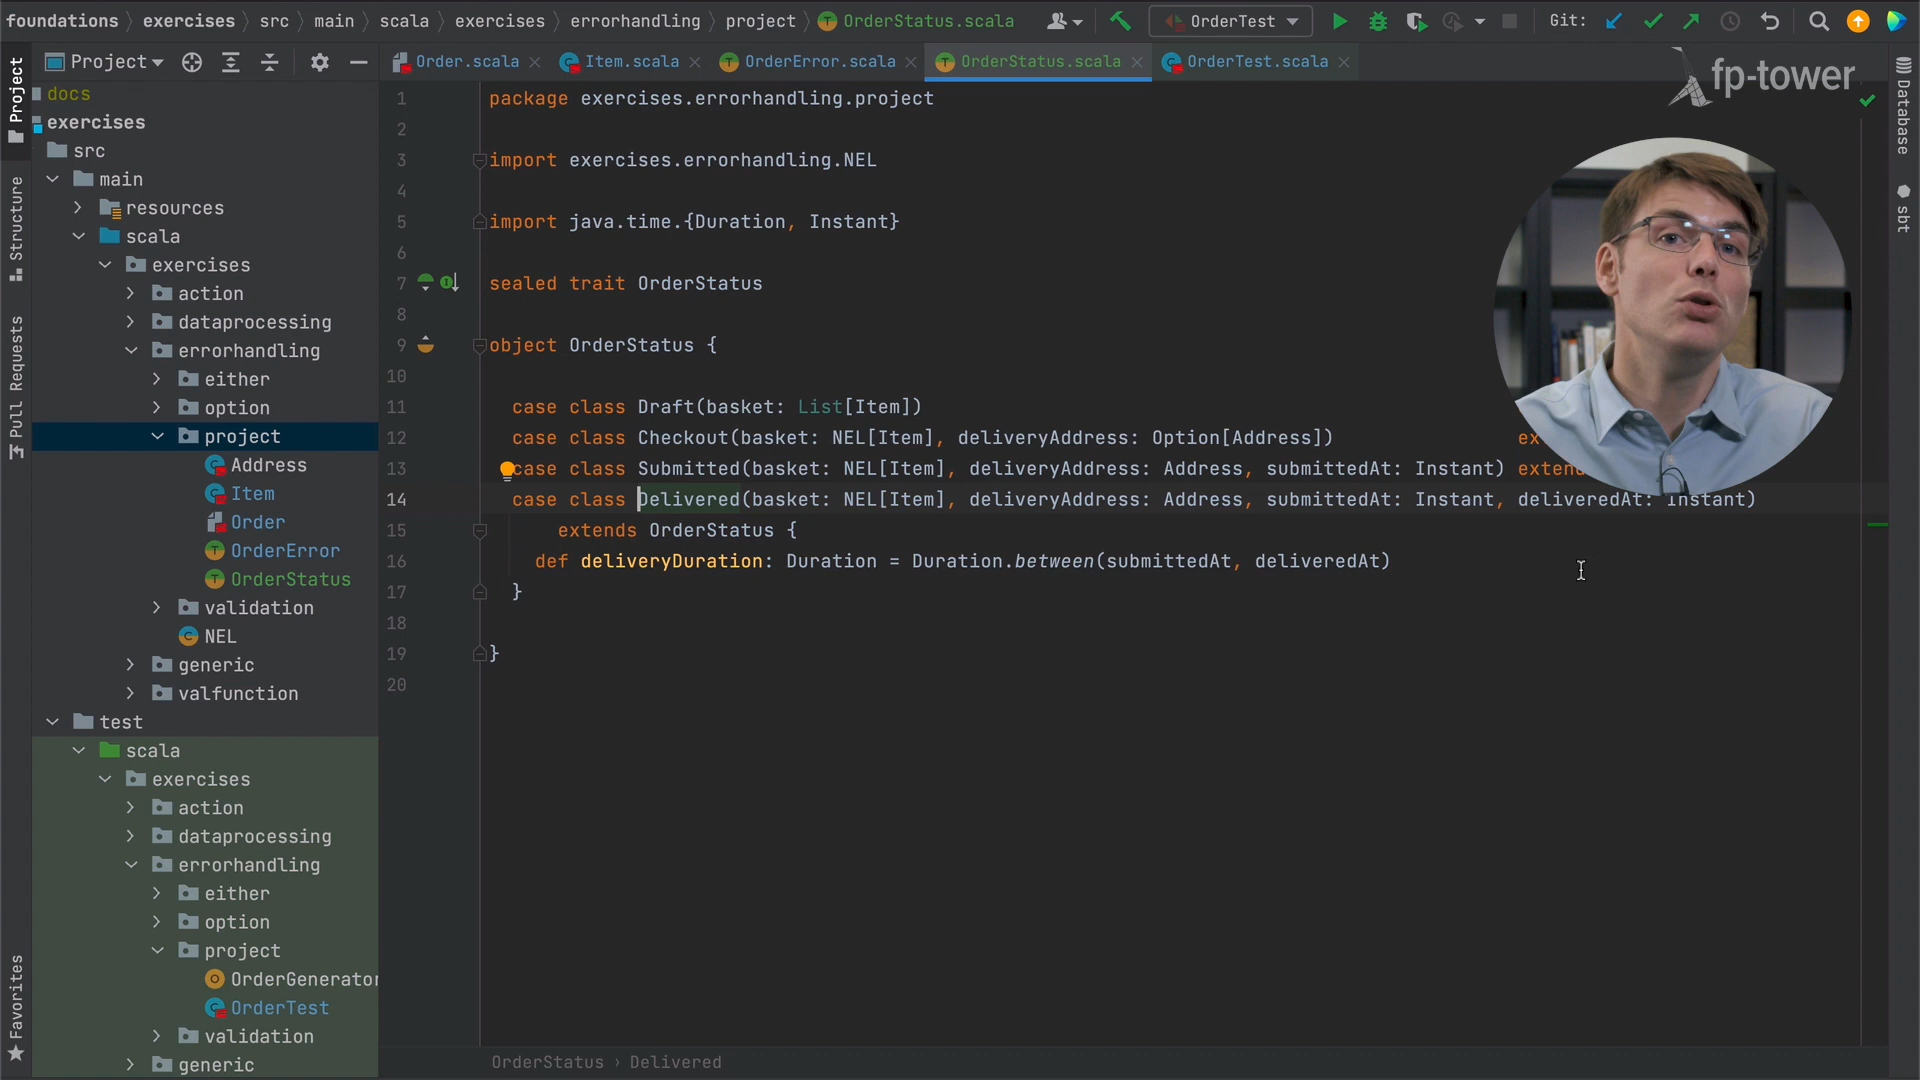 foundations exercises src main scala exercises errorhandling project OrderStatus.scala OrderTest Git:
Project Order.scala Item.scala OrderError.scala OrderStatus.scala OrderTest.scala
fp-tower
Project
Structure
Pull Requests
Favorites
Database
sbt
docs
exercises
src
main
resources
scala
exercises
action
dataprocessing
errorhandling
either
option
project
Address
Item
Order
OrderError
OrderStatus
validation
NEL
generic
valfunction
test
scala
exercises
action
dataprocessing
errorhandling
either
option
project
OrderGenerator
OrderTest
validation
generic
1 package exercises.errorhandling.project
2
3 import exercises.errorhandling.NEL
4
5 import java.time.{Duration, Instant}
6
7 sealed trait OrderStatus
8
9 object OrderStatus {
10
11 case class Draft(basket: List[Item])
12 case class Checkout(basket: NEL[Item], deliveryAddress: Option[Address]) ex
13 case class Submitted(basket: NEL[Item], deliveryAddress: Address, submittedAt: Instant) exten
14 case class Delivered(basket: NEL[Item], deliveryAddress: Address, submittedAt: Instant, deliveredAt: Instant)
15 extends OrderStatus {
16 def deliveryDuration: Duration = Duration.between(submittedAt, deliveredAt)
17 }
18
19 }
20
OrderStatus › Delivered